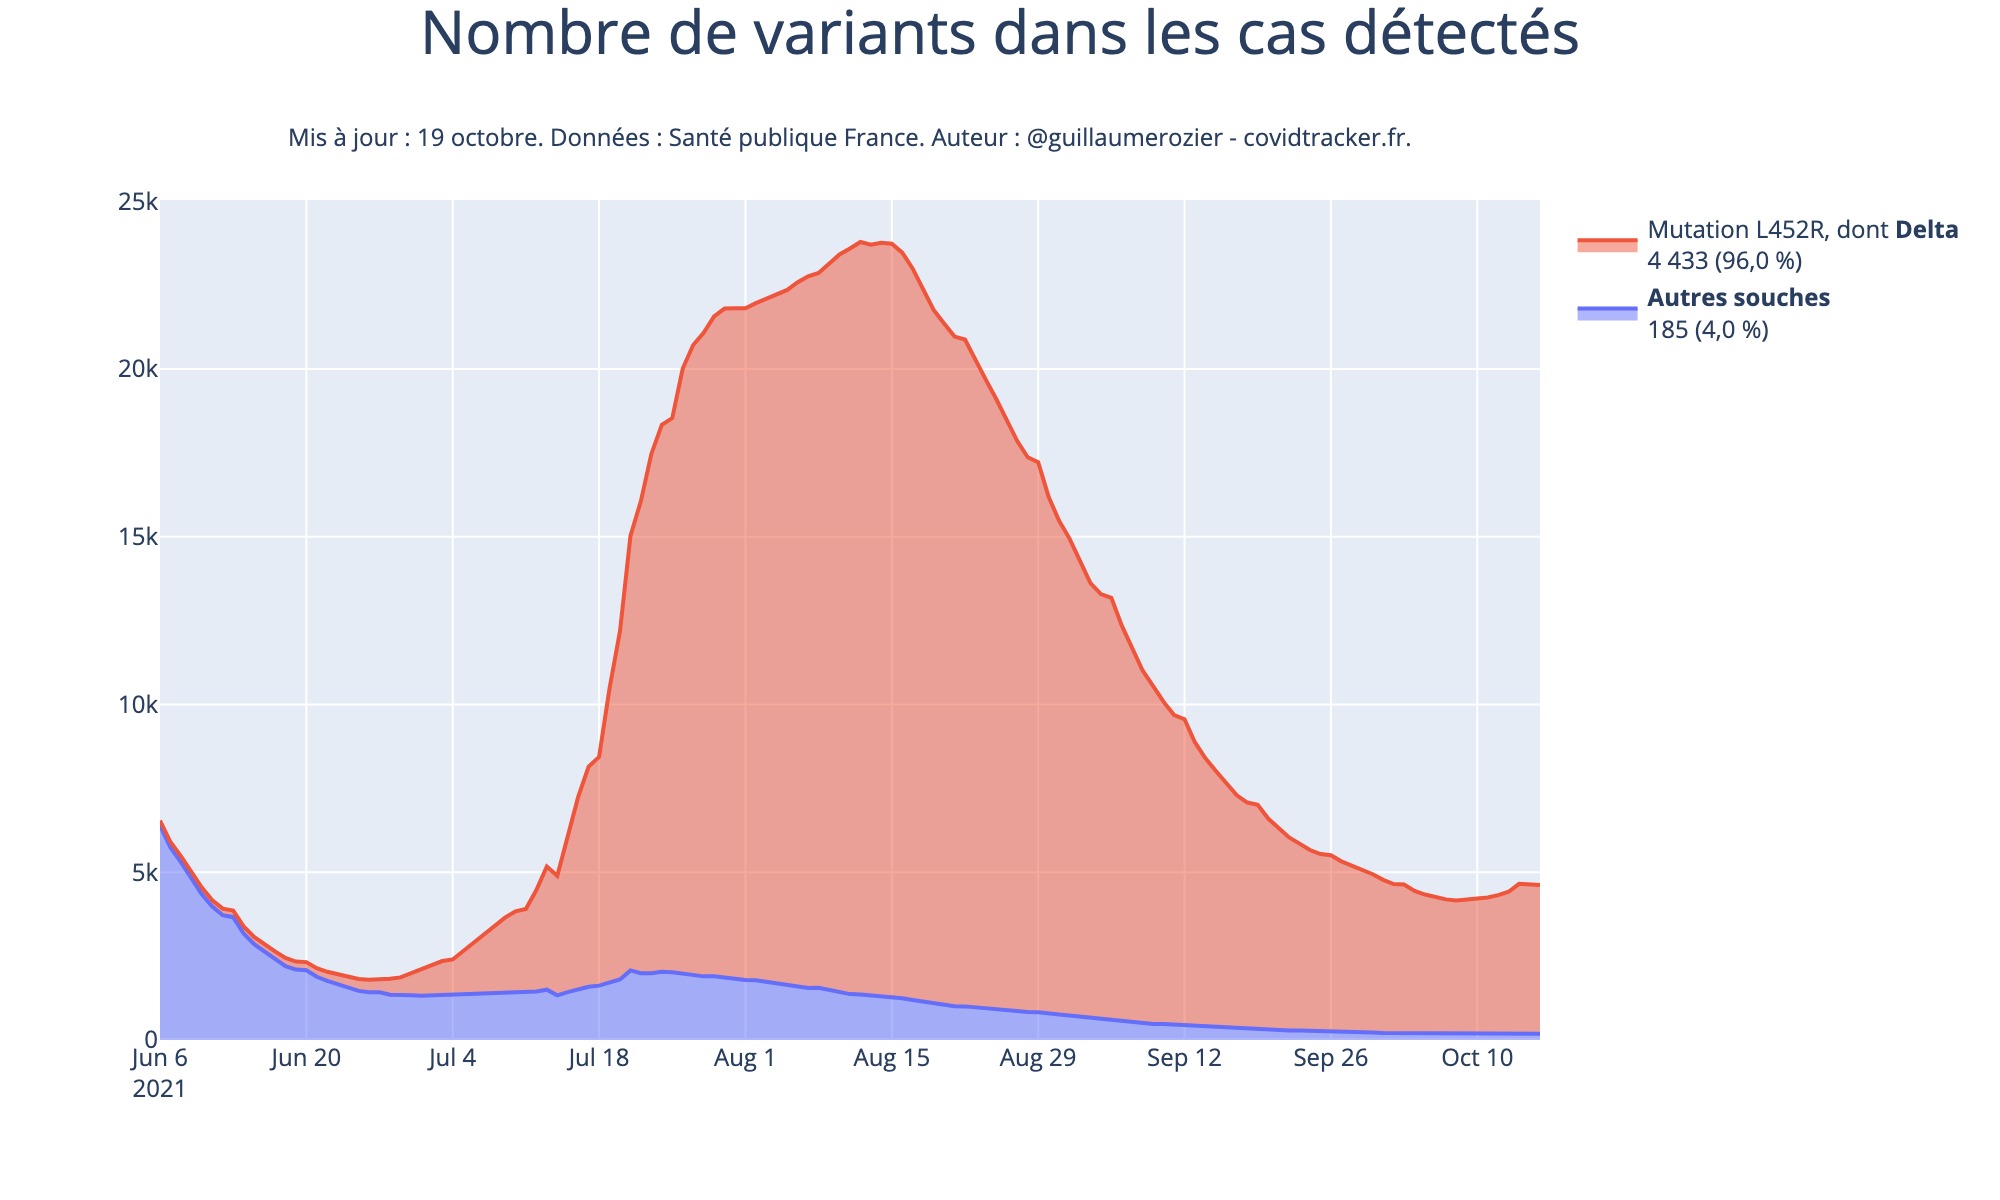 Nombre de variants dans les cas détectés
Mis à jour : 19 octobre. Données : Santé publique France. Auteur : @guillaumerozier - covidtracker.fr.
25k
20k
15k
10k
5k
0
Jun 6
2021
Jun 20
Jul 4
Jul 18
Aug 1
Aug 15
Aug 29
Sep 12
Sep 26
Oct 10
Mutation L452R, dont Delta
4 433 (96,0 %)
Autres souches
185 (4,0 %)